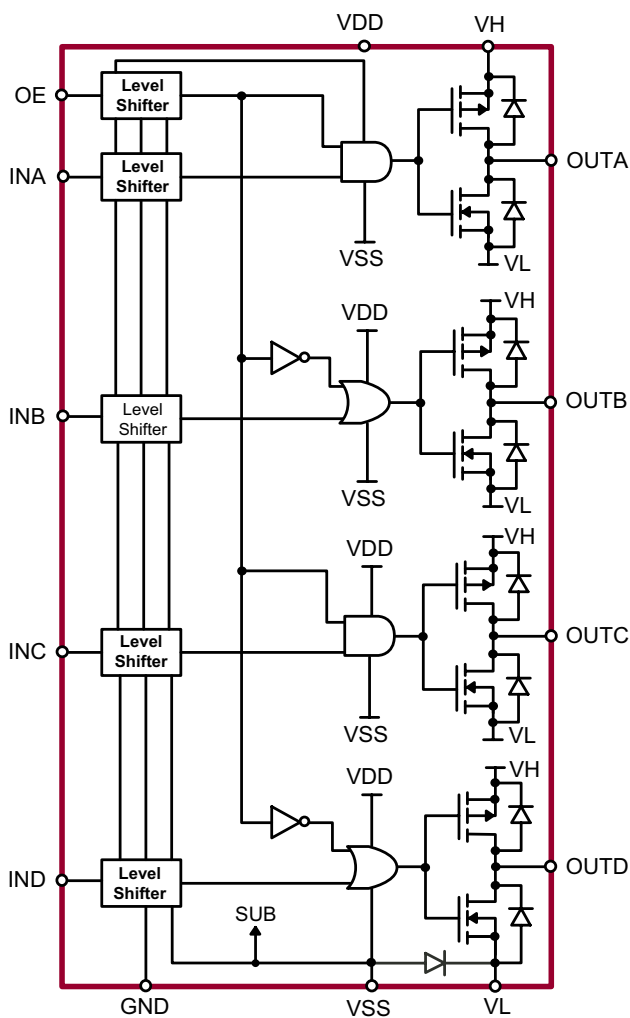 VDD
VH
OE
Level
Shifter
INA
Level
Shifter
OUTA
VSS
VL
VDD
VH
INB
Level
Shifter
OUTB
VSS
VL
VDD
VH
INC
Level
Shifter
OUTC
VSS
VL
VDD
VH
IND
Level
Shifter
OUTD
SUB
GND
VSS
VL